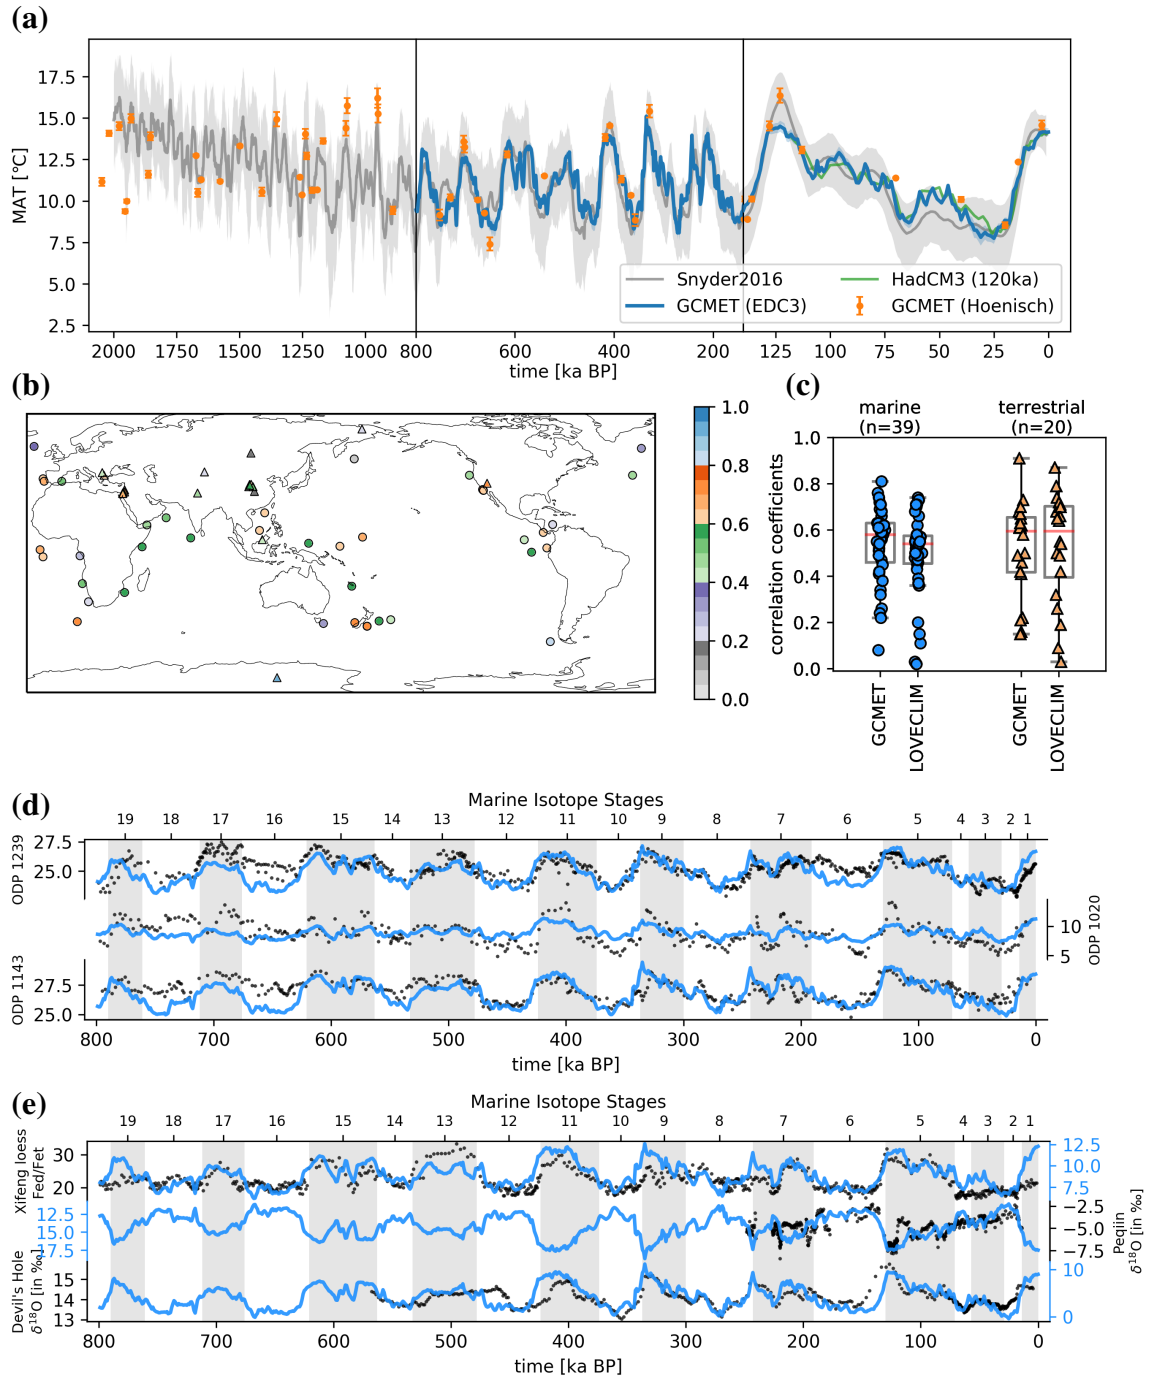 (a)
MAT [°C]
17.5
15.0
12.5
10.0
7.5
5.0
2.5
Snyder2016
GCMET (EDC3)
HadCM3 (120ka)
GCMET (Hoenisch)
2000 1750 1500 1250 1000 800 600 400 200 125 100 75 50 25 0
time [ka BP]
(b)
1.0
0.8
0.6
0.4
0.2
0.0
(c)
marine
(n=39)
terrestrial
(n=20)
correlation coefficients
1.0
0.8
0.6
0.4
0.2
0.0
GCMET
LOVECLIM
GCMET
LOVECLIM
(d)
Marine Isotope Stages
19 18 17 16 15 14 13 12 11 10 9 8 7 6 5 4 3 2 1
ODP 1239
27.5
25.0
10
5
ODP 1020
ODP 1143
27.5
25.0
800 700 600 500 400 300 200 100 0
time [ka BP]
(e)
Marine Isotope Stages
19 18 17 16 15 14 13 12 11 10 9 8 7 6 5 4 3 2 1
Xifeng loess
Fed/Fet
30
20
12.5
10.0
7.5
12.5
15.0
17.5
−2.5
−5.0
−7.5
Peqiin
δ18O [in ‰]
Devil's Hole
δ18O [in ‰]
15
14
13
10
0
800 700 600 500 400 300 200 100 0
time [ka BP]